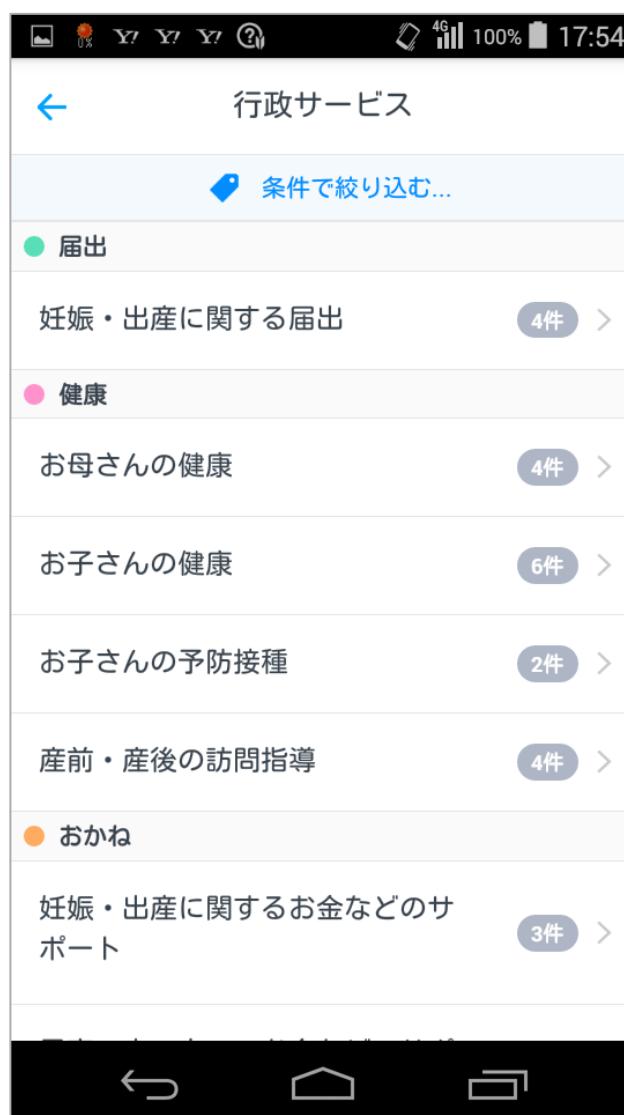 0%
Y! Y! Y!
4G 100% 17:54
行政サービス
条件で絞り込む...
届出
妊娠・出産に関する届出
4件
健康
お母さんの健康
4件
お子さんの健康
6件
お子さんの予防接種
2件
産前・産後の訪問指導
4件
おかね
妊娠・出産に関するお金などのサ
ポート
3件